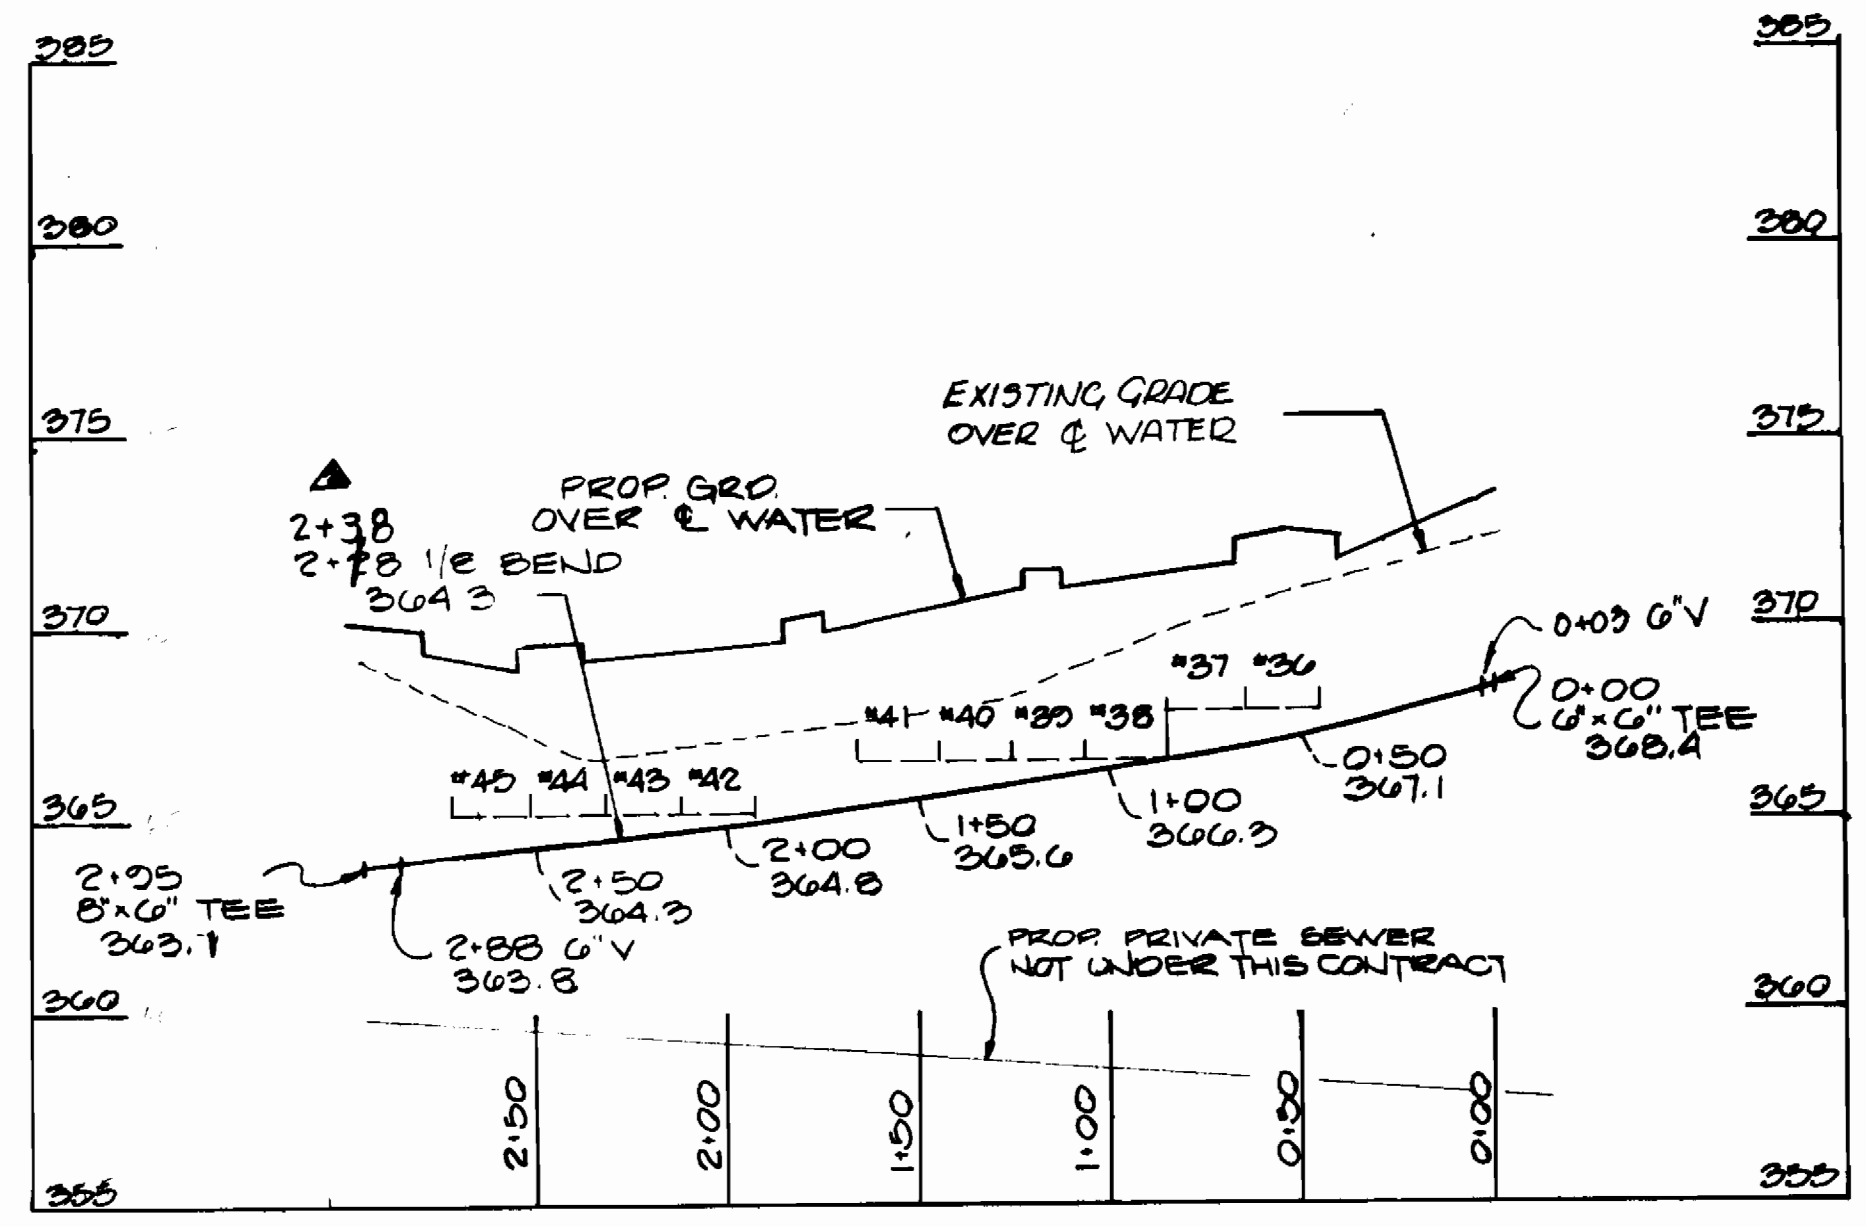 385
385
380
380
EXISTING GRADE
OVER ℄ WATER
375
375
PROP. GRD.
OVER ℄ WATER
2+38
2+28 1/8 BEND
364.3
370
370
0+03 6"V
0+00
6"x6" TEE
368.4
#37 #36
#41 #40 #39 #38
#45 #44 #43 #42
365
365
0+50
367.1
1+00
366.3
1+50
365.6
2+00
364.8
2+50
364.3
2+95
8"x6" TEE
363.7
2+88 6"V
363.8
PROP. PRIVATE SEWER
NOT UNDER THIS CONTRACT
360
360
2+50
2+00
1+50
1+00
0+50
0+00
355
355